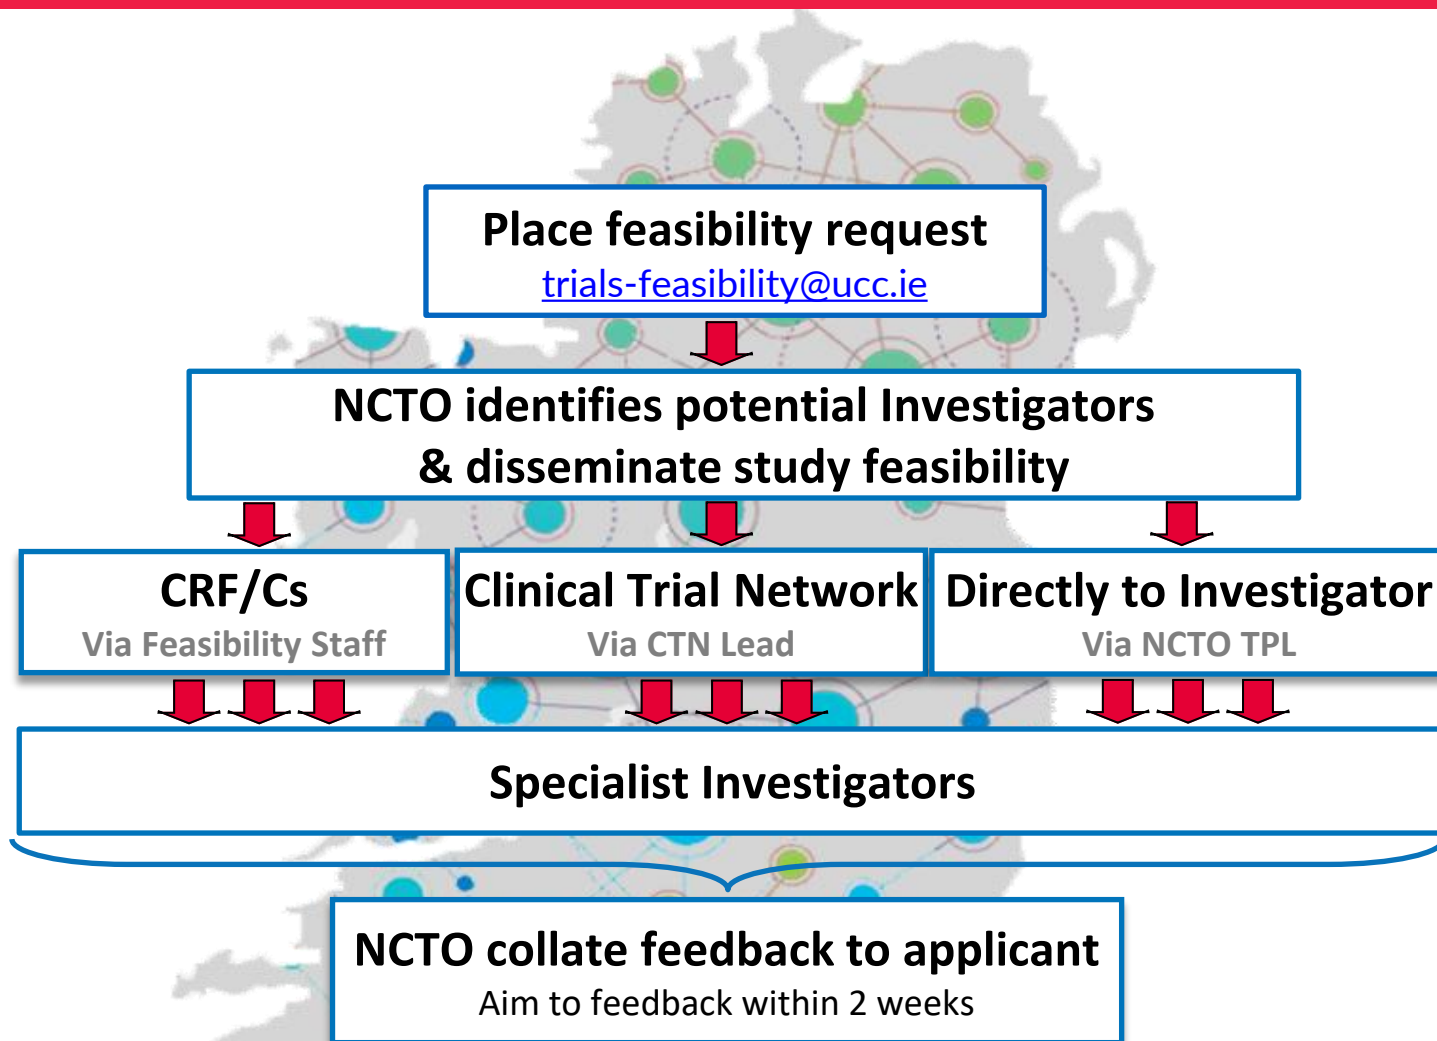 Place feasibility request
trials-feasibility@ucc.ie
NCTO identifies potential Investigators
& disseminate study feasibility
CRF/Cs
Via Feasibility Staff
Clinical Trial Network
Via CTN Lead
Directly to Investigator
Via NCTO TPL
Specialist Investigators
NCTO collate feedback to applicant
Aim to feedback within 2 weeks